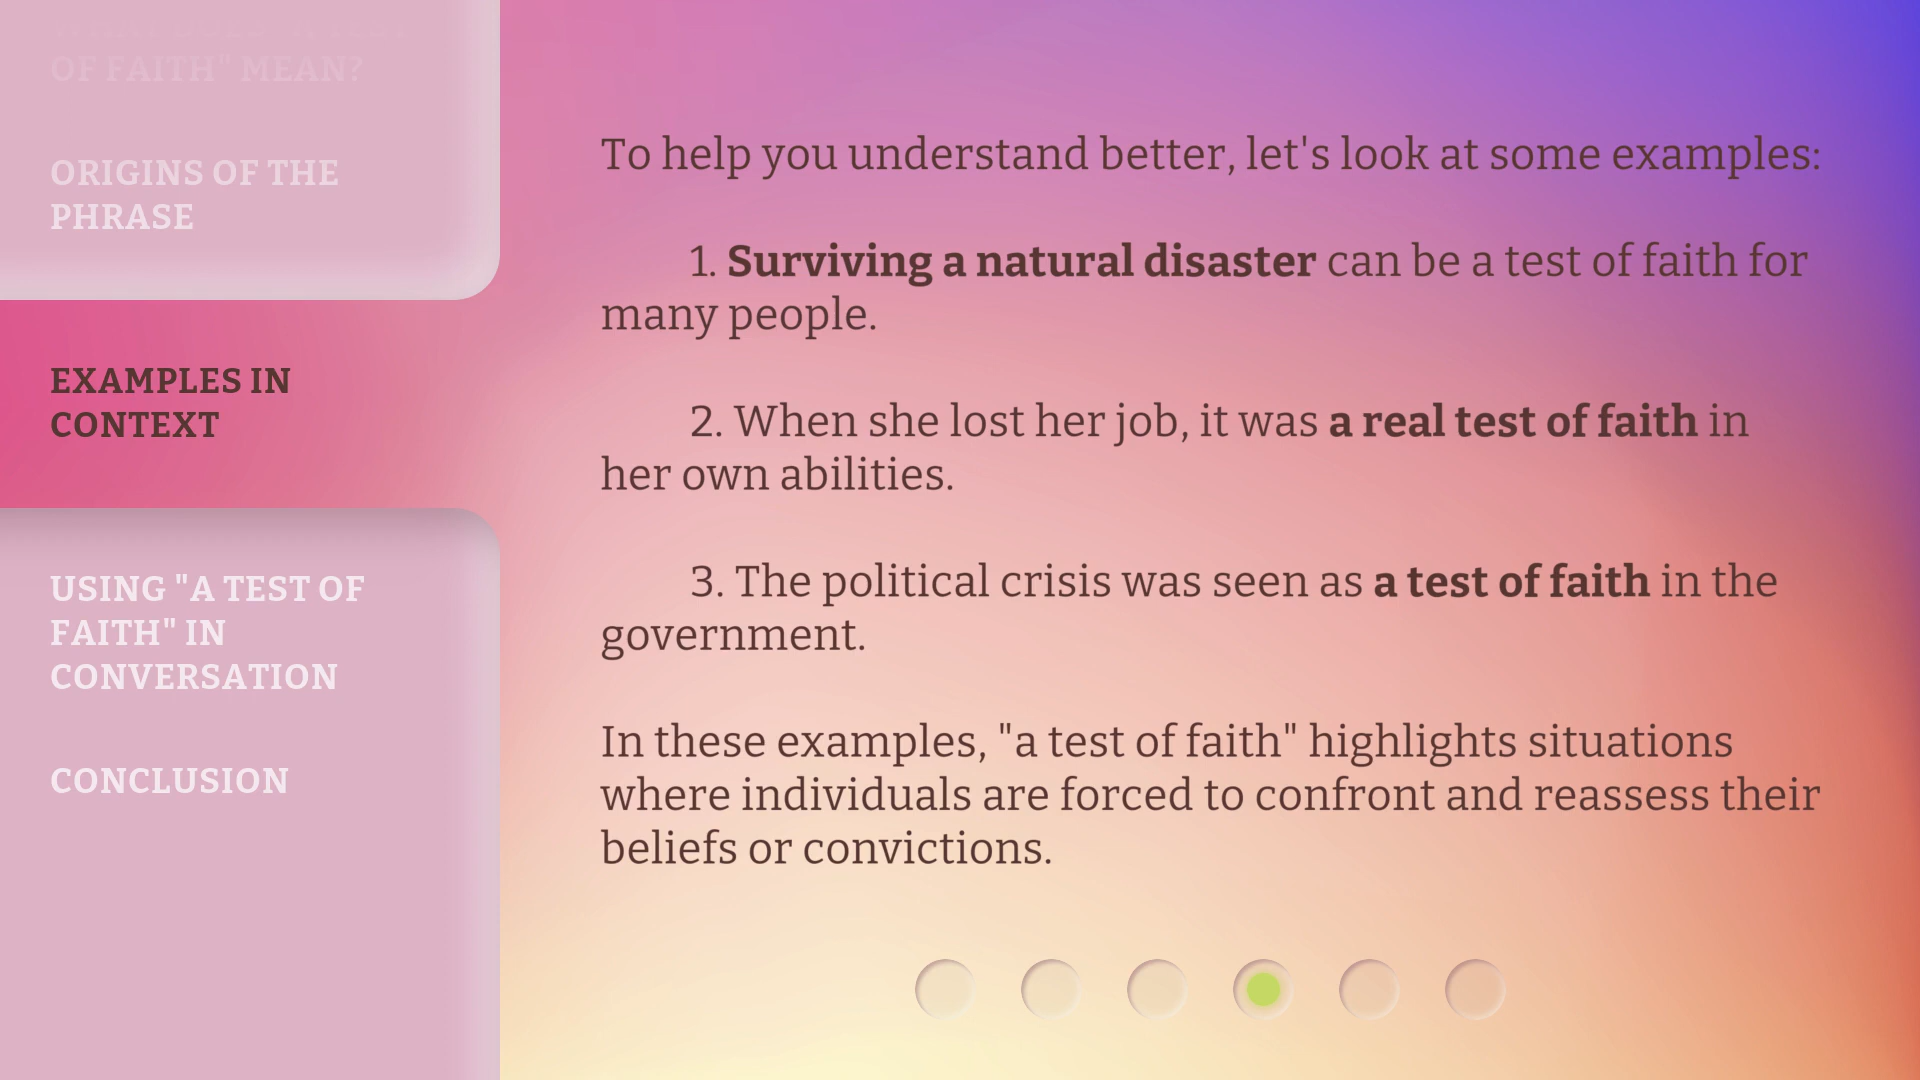 OF FAITH" MEAN?
ORIGINS OF THE
PHRASE
EXAMPLES IN
CONTEXT
USING "A TEST OF
FAITH" IN
CONVERSATION
CONCLUSION
To help you understand better, let's look at some examples:
1. Surviving a natural disaster can be a test of faith for
many people.
2. When she lost her job, it was a real test of faith in
her own abilities.
3. The political crisis was seen as a test of faith in the
government.
In these examples, "a test of faith" highlights situations
where individuals are forced to confront and reassess their
beliefs or convictions.